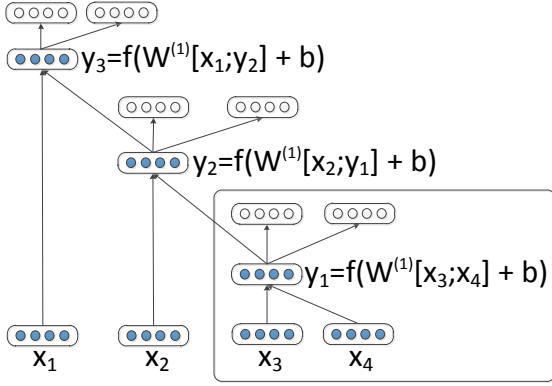 y₃=f(W⁽¹⁾[x₁;y₂] + b)
y₂=f(W⁽¹⁾[x₂;y₁] + b)
y₁=f(W⁽¹⁾[x₃;x₄] + b)
x₁ x₂ x₃ x₄